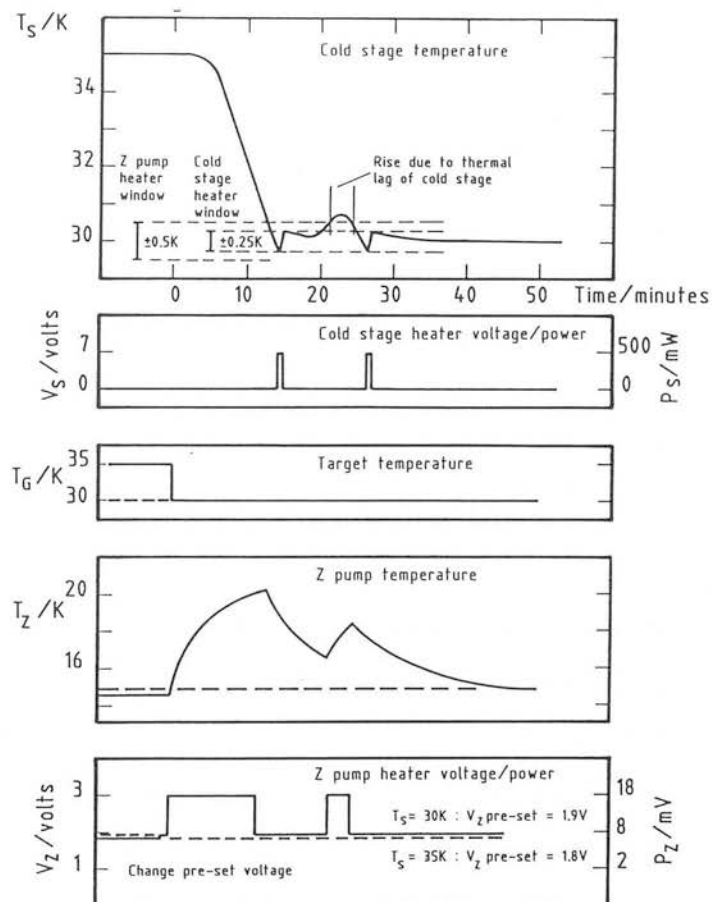 T_S/K
Cold stage temperature
34
32
30
Z pump
heater
window
Cold
stage
heater
window
Rise due to thermal
lag of cold stage
±0.5K
±0.25K
0
10
20
30
40
50
Time/minutes
Cold stage heater voltage/power
V_S/volts
7
0
500
0
Ps/mW
Target temperature
T_G/K
35
30
Z pump temperature
T_Z/K
20
16
Z pump heater voltage/power
V_Z/volts
3
1
T_S= 30K : V_Z pre-set = 1.9V
T_S= 35K : V_Z pre-set = 1.8V
Change pre-set voltage
18
8
2
P_Z/mV